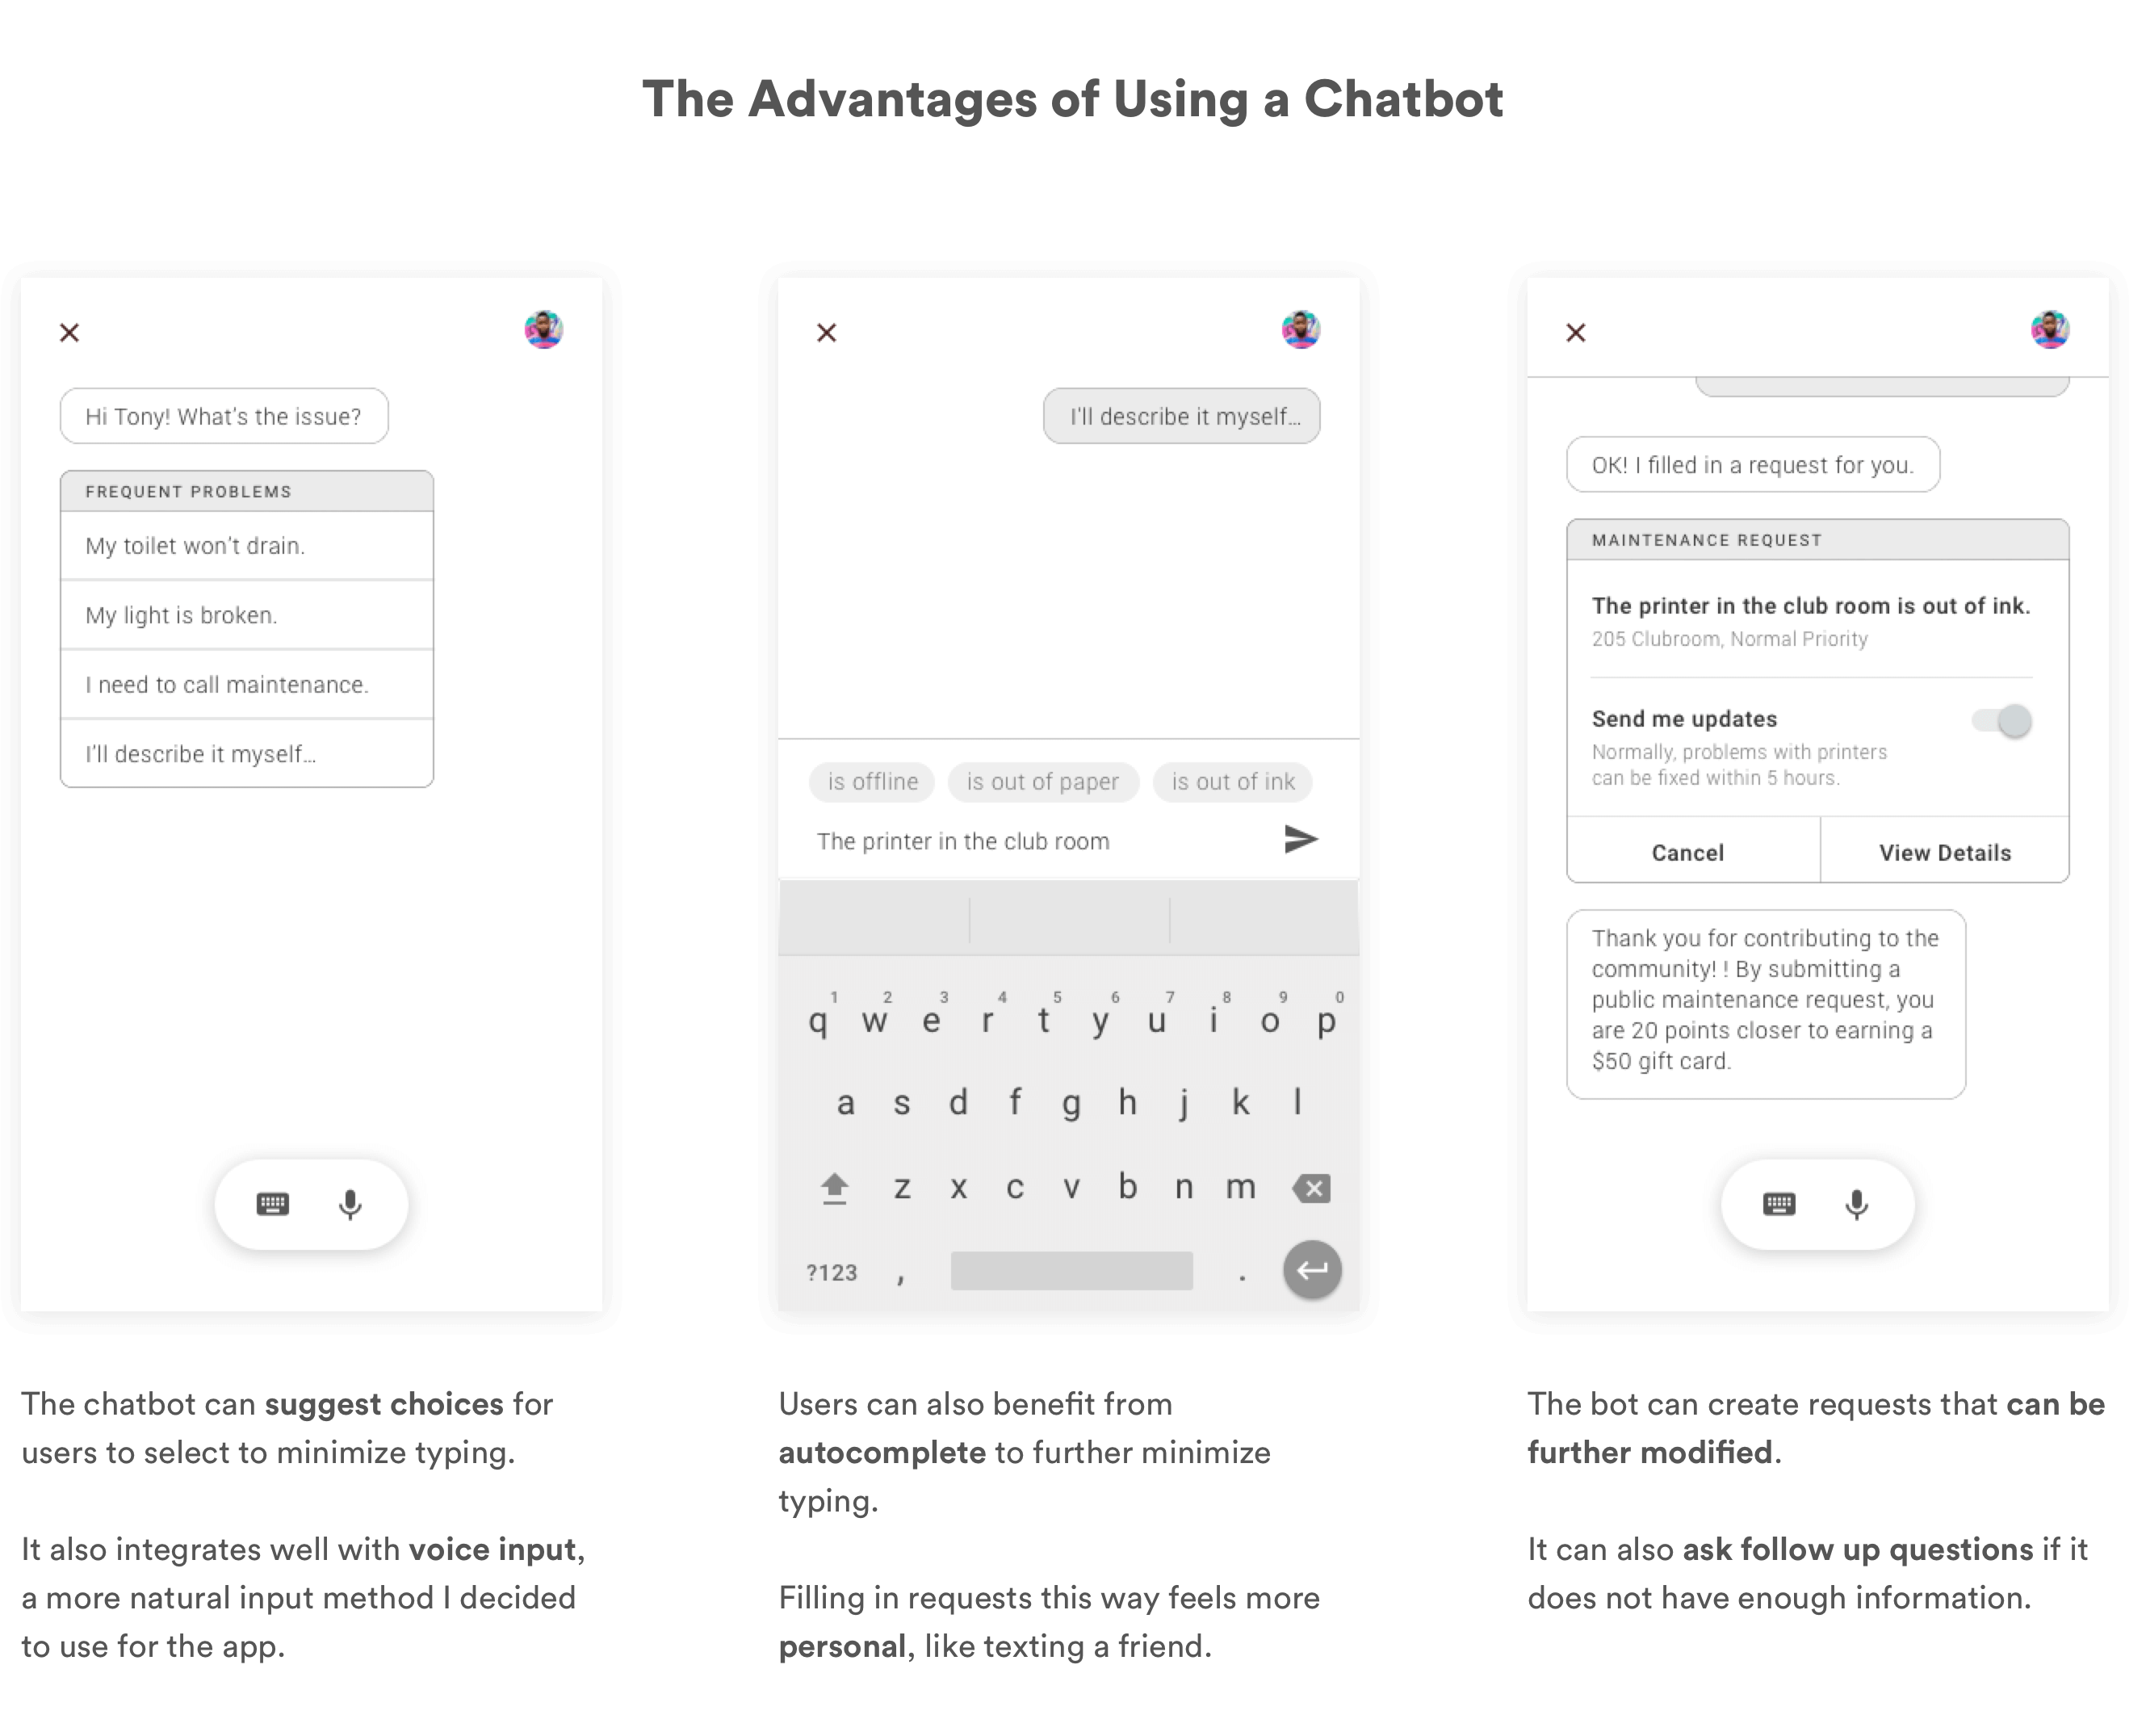 The Advantages of Using a Chatbot
Hi Tony! What's the issue?
FREQUENT PROBLEMS
My toilet won't drain.
My light is broken.
I need to call maintenance.
I'll describe it myself...
The chatbot can suggest choices for
users to select to minimize typing.
It also integrates well with voice input,
a more natural input method I decided
to use for the app.
I'll describe it myself...
is offline
is out of paper
is out of ink
The printer in the club room
1 2 3 4 5 6 7 8 9 0
q w e r t y u i o p
a s d f g h j k l
z x c v b n m
?123 , .
Users can also benefit from
autocomplete to further minimize
typing.
Filling in requests this way feels more
personal, like texting a friend.
OK! I filled in a request for you.
MAINTENANCE REQUEST
The printer in the club room is out of ink.
205 Clubroom, Normal Priority
Send me updates
Normally, problems with printers
can be fixed within 5 hours.
Cancel
View Details
Thank you for contributing to the
community! ! By submitting a
public maintenance request, you
are 20 points closer to earning a
$50 gift card.
The bot can create requests that can be
further modified.
It can also ask follow up questions if it
does not have enough information.